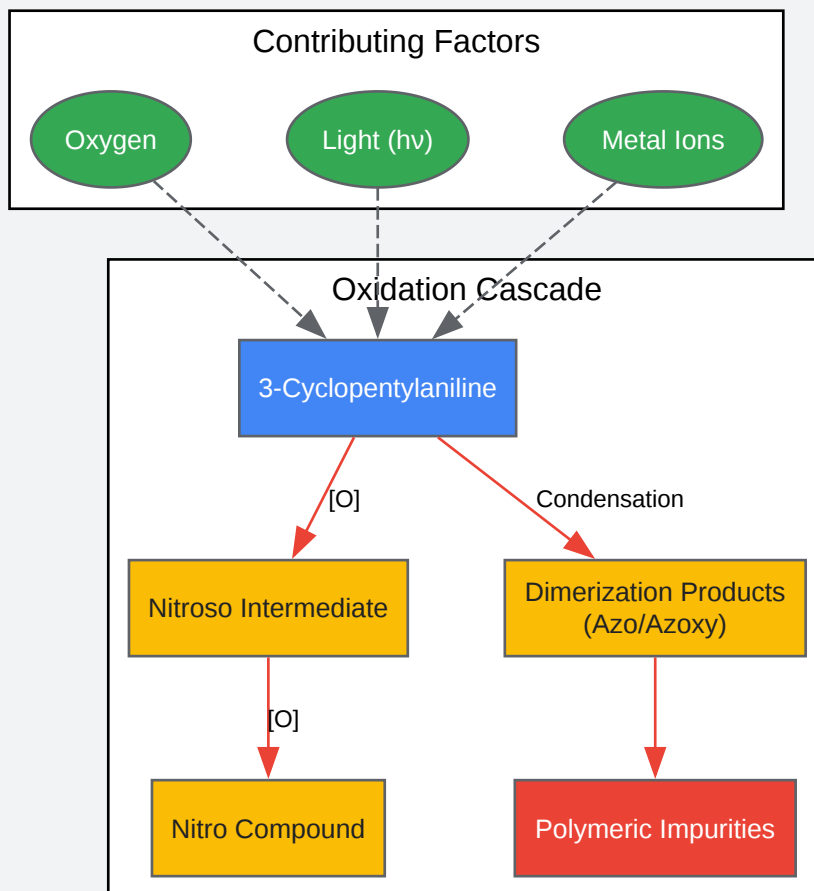 Contributing Factors
Oxygen
Light (hν)
Metal Ions
Oxidation Cascade
3-Cyclopentylaniline
[O]
Condensation
Nitroso Intermediate
Dimerization Products
(Azo/Azoxy)
[O]
Nitro Compound
Polymeric Impurities